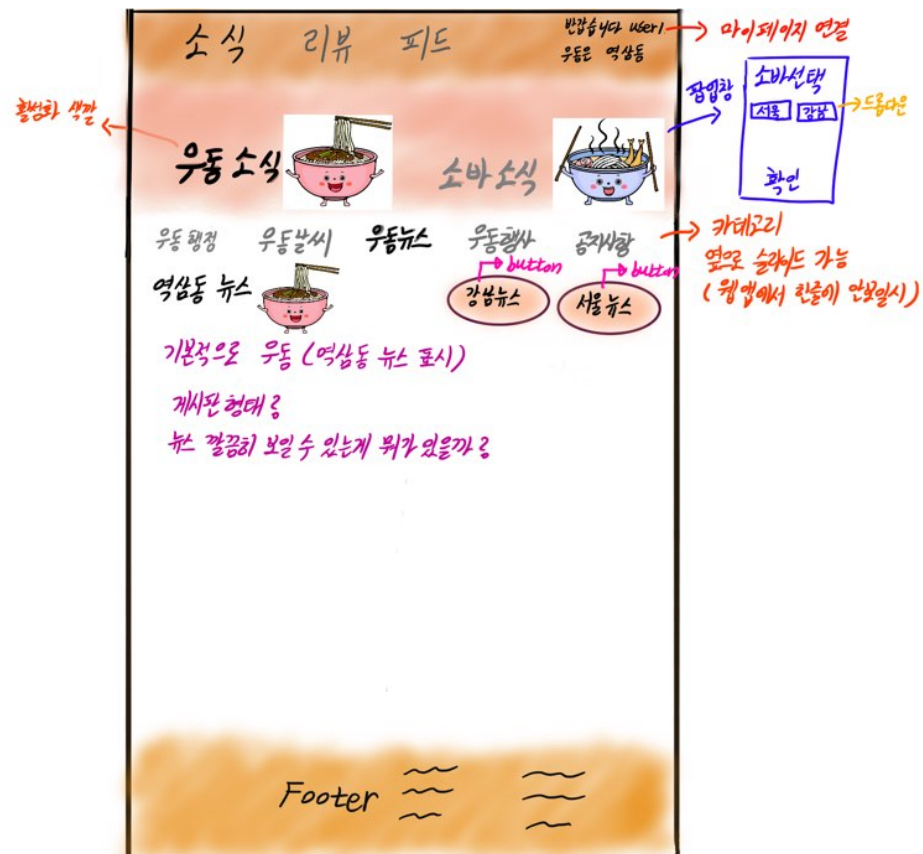 소식 리뷰 피드
반갑습니다 user1
우동은 역삼동
마이페이지 연결
활성화 색깔
우동 소식
소바 소식
팝업창
소바선택
서울 강남
드롭다운
확인
우동행정 우동날씨 우동뉴스 우동행사 공지사항
카테고리
옆으로 슬라이드 가능
(웹앱에서 한줄에 안보일시)
역삼동 뉴스
button
강남뉴스
button
서울뉴스
기본적으로 우동 (역삼동 뉴스 표시)
게시판 형태?
뉴스 깔끔히 보일 수 있는게 뭐가 있을까?
Footer